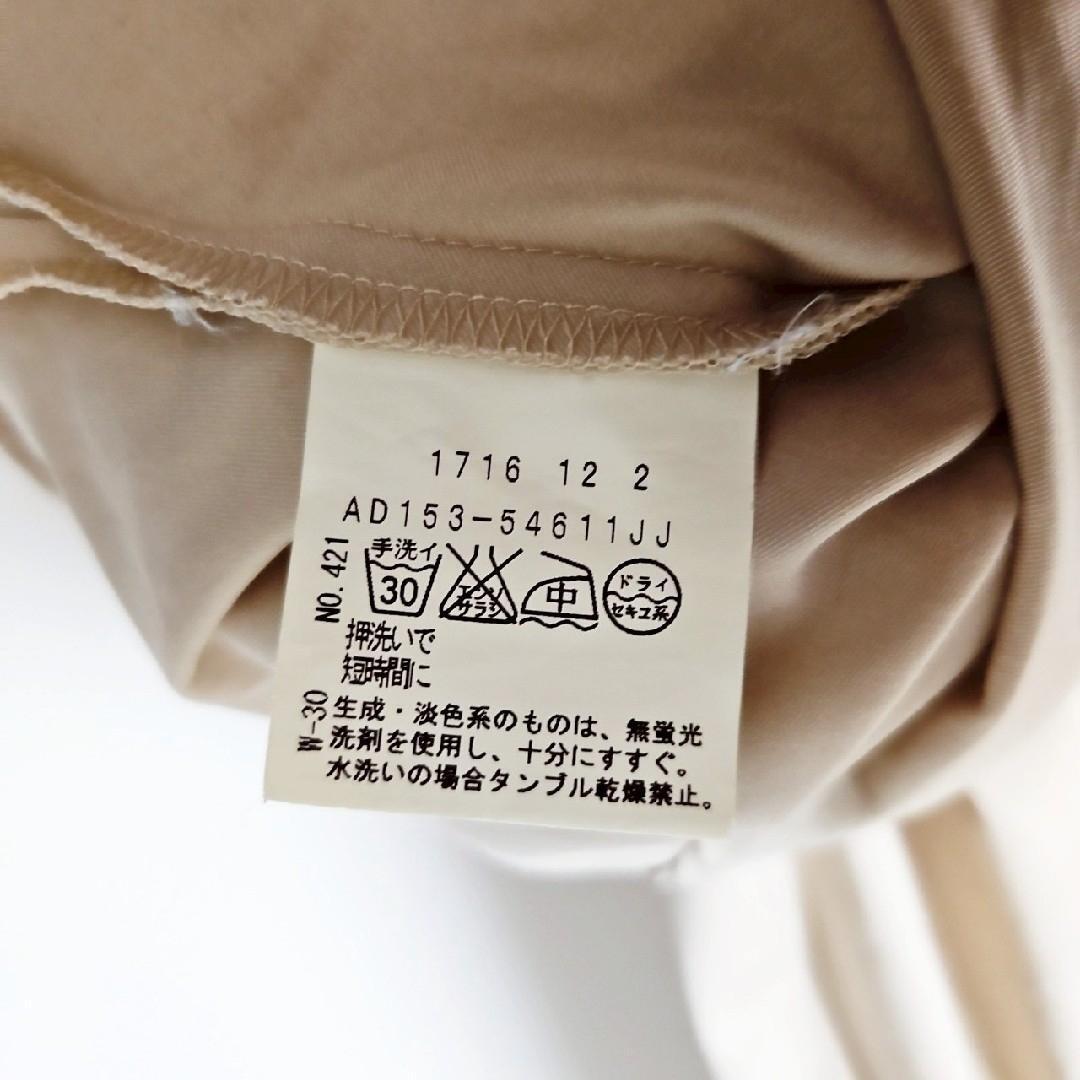 1716 12 2
AD153-54611JJ
NO.421
手洗イ
30
エンソ
サラシ
中
ドライ
セキユ系
押洗いで
短時間に
W-30
生成・淡色系のものは、無蛍光
洗剤を使用し、十分にすすぐ。
水洗いの場合タンブル乾燥禁止。